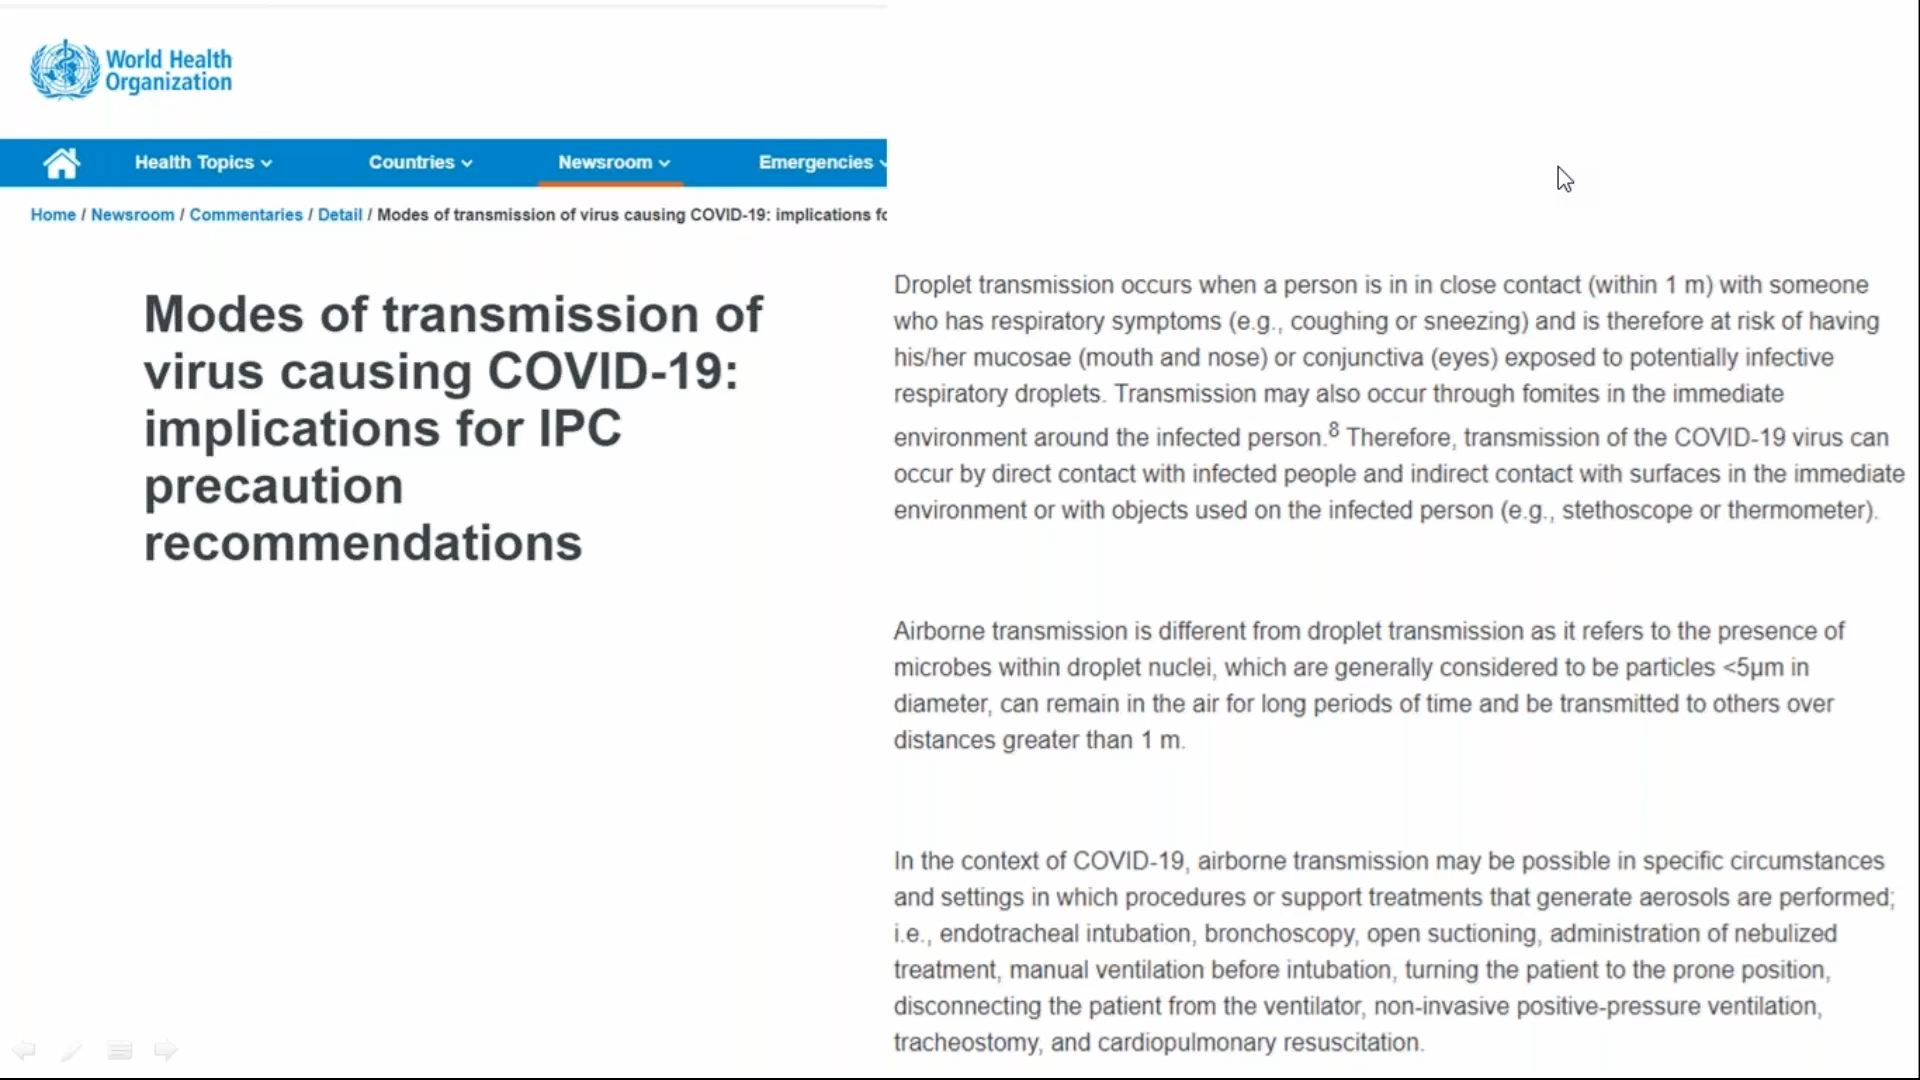 World Health
Organization
Health Topics
Countries
Newsroom
Emergencies
Home / Newsroom / Commentaries / Detail / Modes of transmission of virus causing COVID-19: implications fo
Modes of transmission of
virus causing COVID-19:
implications for IPC
precaution
recommendations
Droplet transmission occurs when a person is in in close contact (within 1 m) with someone
who has respiratory symptoms (e.g., coughing or sneezing) and is therefore at risk of having
his/her mucosae (mouth and nose) or conjunctiva (eyes) exposed to potentially infective
respiratory droplets. Transmission may also occur through fomites in the immediate
environment around the infected person.8 Therefore, transmission of the COVID-19 virus can
occur by direct contact with infected people and indirect contact with surfaces in the immediate
environment or with objects used on the infected person (e.g., stethoscope or thermometer).
Airborne transmission is different from droplet transmission as it refers to the presence of
microbes within droplet nuclei, which are generally considered to be particles <5μm in
diameter, can remain in the air for long periods of time and be transmitted to others over
distances greater than 1 m.
In the context of COVID-19, airborne transmission may be possible in specific circumstances
and settings in which procedures or support treatments that generate aerosols are performed;
i.e., endotracheal intubation, bronchoscopy, open suctioning, administration of nebulized
treatment, manual ventilation before intubation, turning the patient to the prone position,
disconnecting the patient from the ventilator, non-invasive positive-pressure ventilation,
tracheostomy, and cardiopulmonary resuscitation.